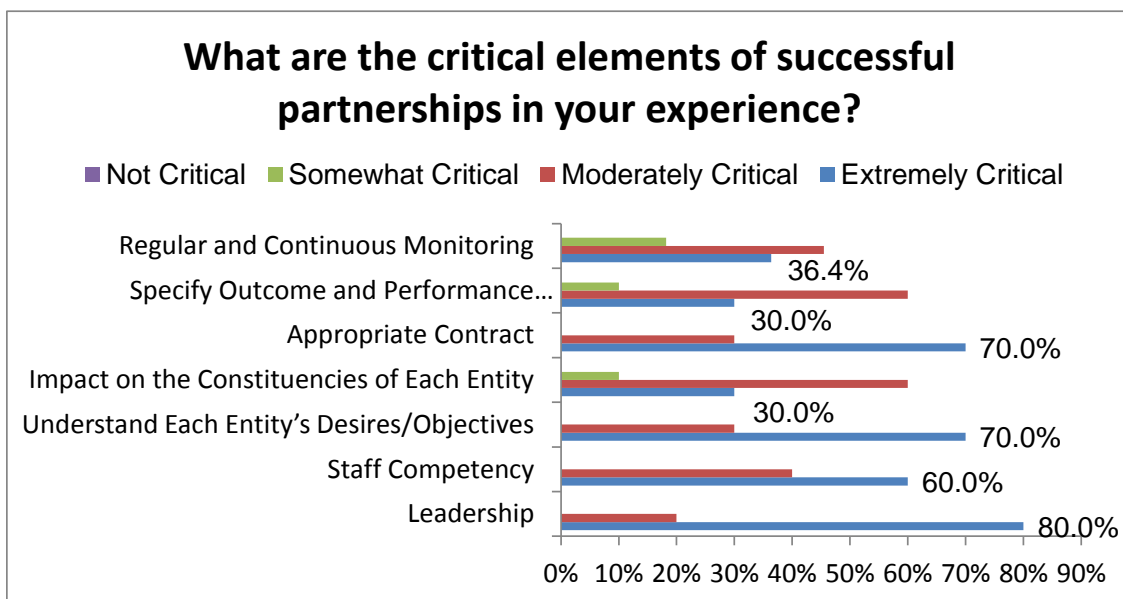 What are the critical elements of successful
partnerships in your experience?
Not Critical Somewhat Critical Moderately Critical Extremely Critical
Regular and Continuous Monitoring
36.4%
Specify Outcome and Performance…
30.0%
Appropriate Contract
70.0%
Impact on the Constituencies of Each Entity
30.0%
Understand Each Entity’s Desires/Objectives
70.0%
Staff Competency
60.0%
Leadership
80.0%
0% 10% 20% 30% 40% 50% 60% 70% 80% 90%